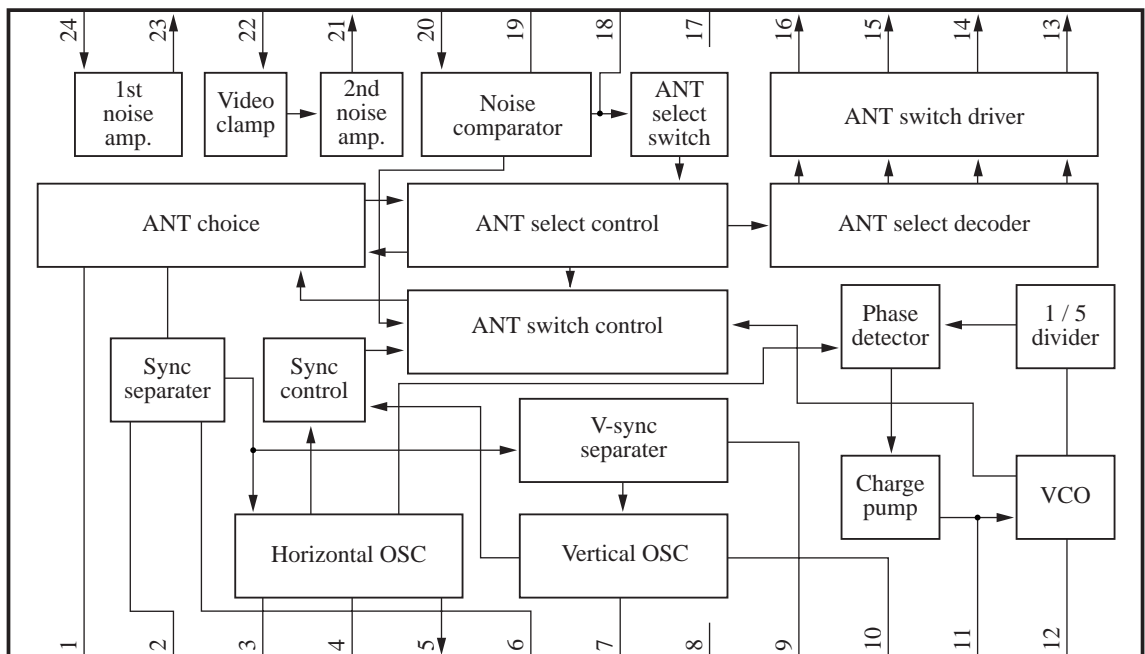 24
23
22
21
20
19
18
17
16
15
14
13
1st
noise
amp.
Video
clamp
2nd
noise
amp.
Noise
comparator
ANT
select
switch
ANT switch driver
ANT choice
ANT select control
ANT select decoder
ANT switch control
Phase
detector
1 / 5
divider
Sync
separater
Sync
control
V-sync
separater
Charge
pump
VCO
Horizontal OSC
Vertical OSC
1
2
3
4
5
6
7
8
9
10
11
12